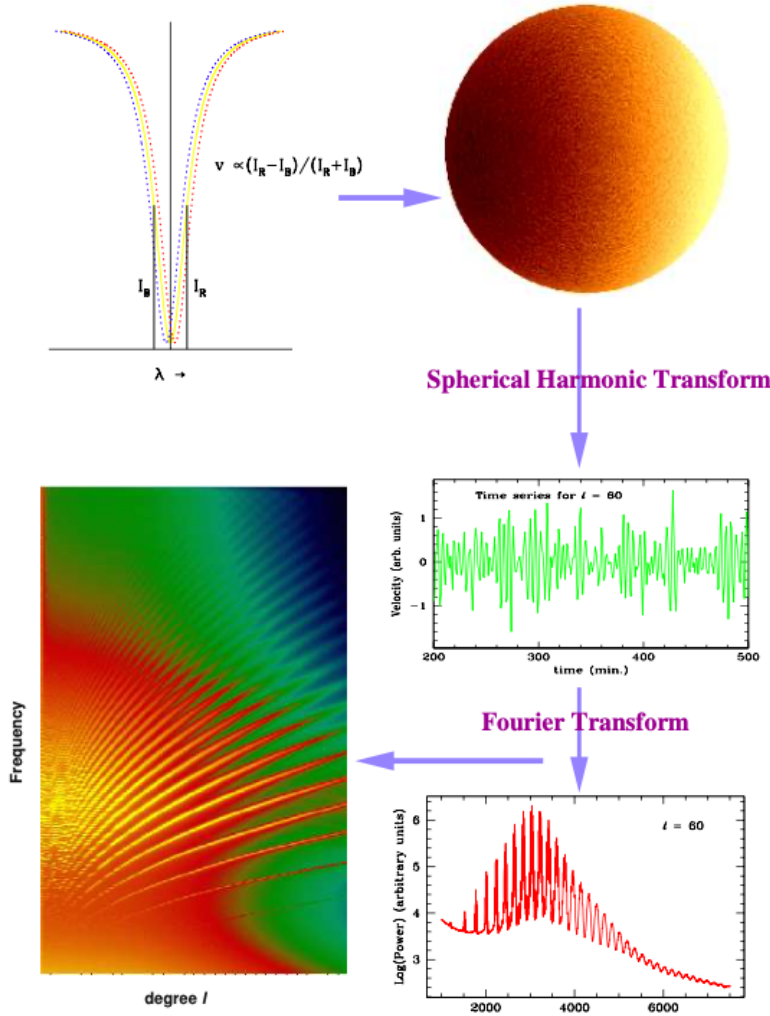 v ∝(I_R−I_B)/(I_R+I_B)
I_B
I_R
λ →
Spherical Harmonic Transform
Time series for ℓ = 60
Velocity (arb. units)
1
0
−1
200
300
400
500
time (min.)
Fourier Transform
Frequency
degree l
ℓ = 60
Log(Power) (arbitrary units)
6
5
4
3
2000
4000
6000